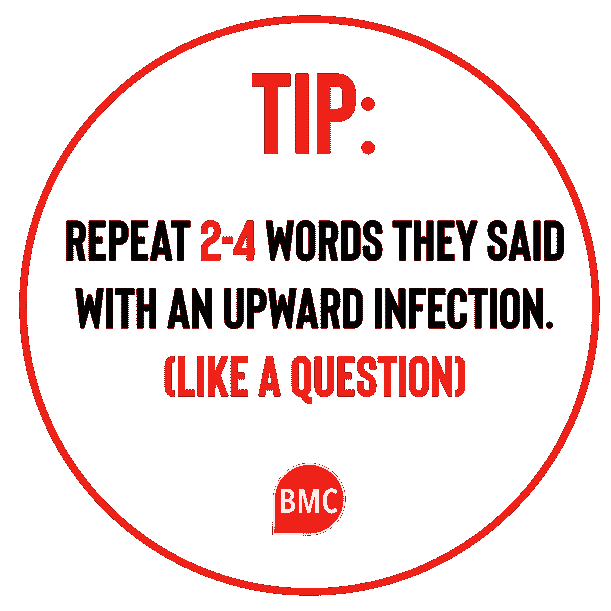 TIP:
REPEAT 2-4 WORDS THEY SAID
WITH AN UPWARD INFECTION.
(LIKE A QUESTION)
BMC